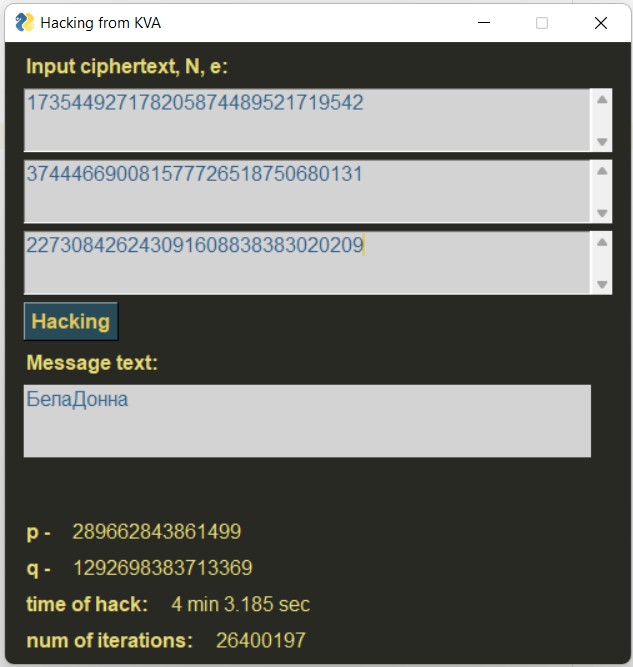 Hacking from KVA
Input ciphertext, N, e:
173544927178205874489521719542
374446690081577726518750680131
227308426243091608838383020209
Hacking
Message text:
БелаДонна
p - 289662843861499
q - 1292698383713369
time of hack: 4 min 3.185 sec
num of iterations: 26400197